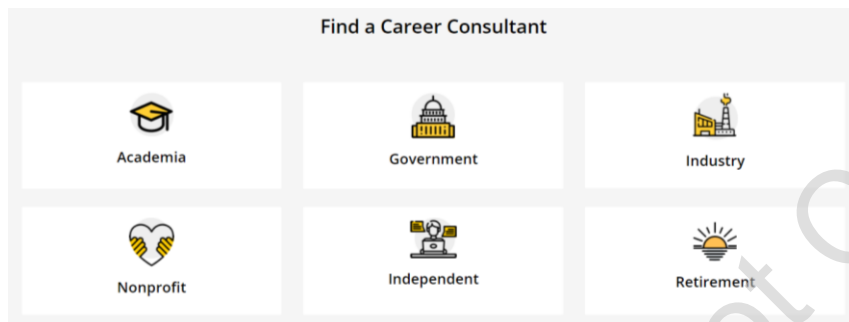 Find a Career Consultant
Academia
Government
Industry
Nonprofit
Independent
Retirement